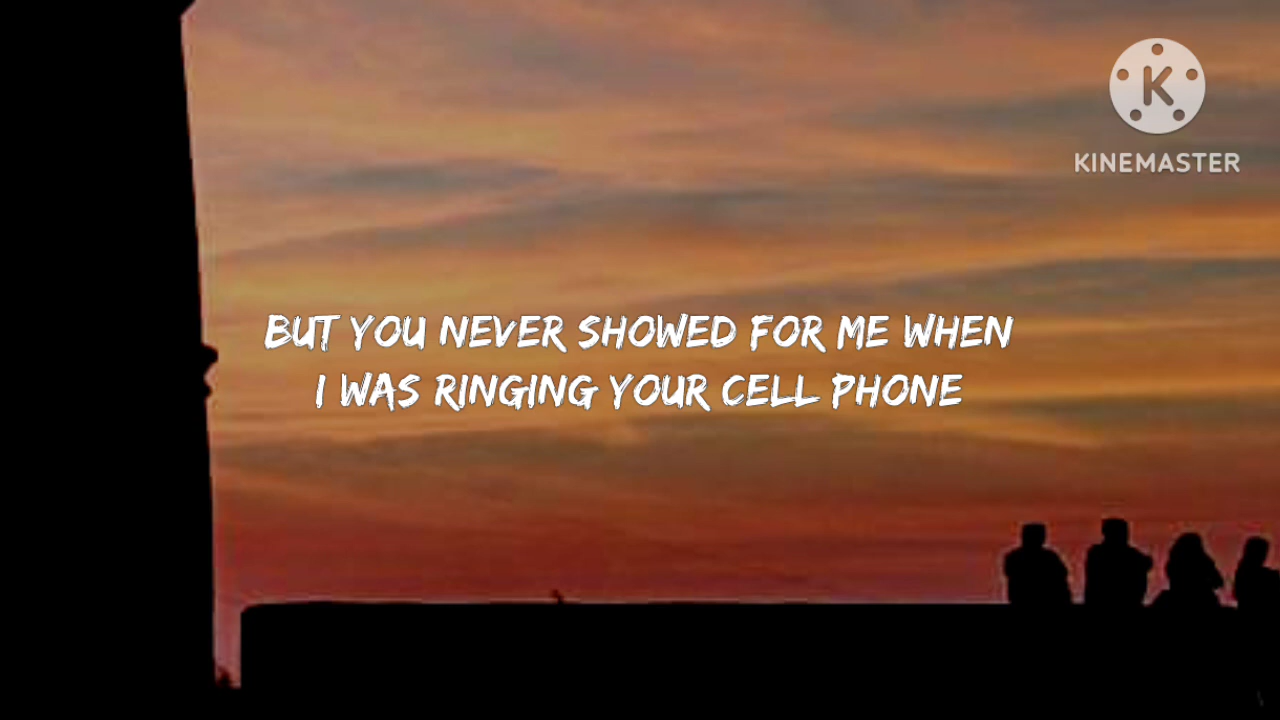 K
KINEMASTER
BUT YOU NEVER SHOWED FOR ME WHEN
I WAS RINGING YOUR CELL PHONE